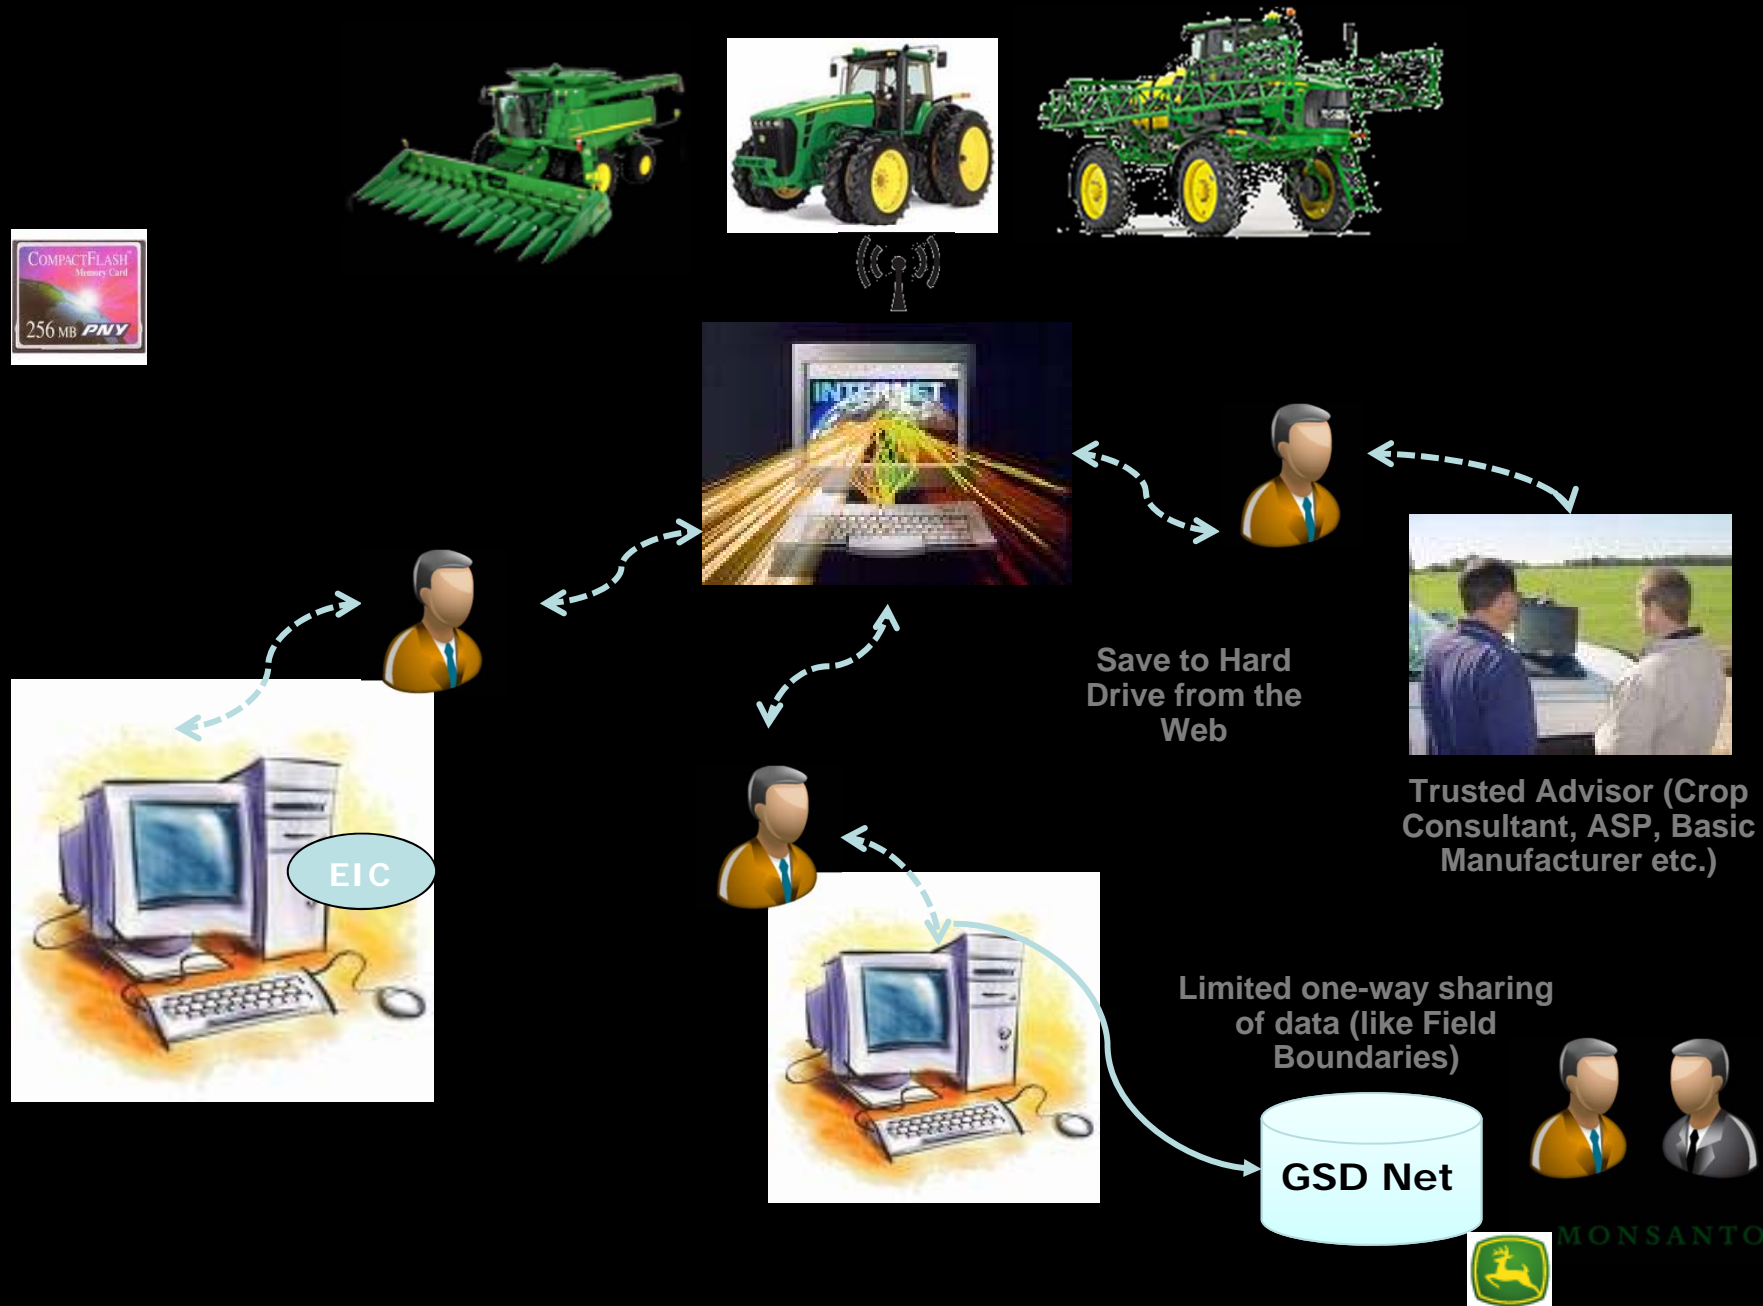 COMPACTFLASH™
Memory Card
256 MB PNY
INTERNET
Save to Hard
Drive from the
Web
Trusted Advisor (Crop
Consultant, ASP, Basic
Manufacturer etc.)
EIC
Limited one-way sharing
of data (like Field
Boundaries)
GSD Net
MONSANTO